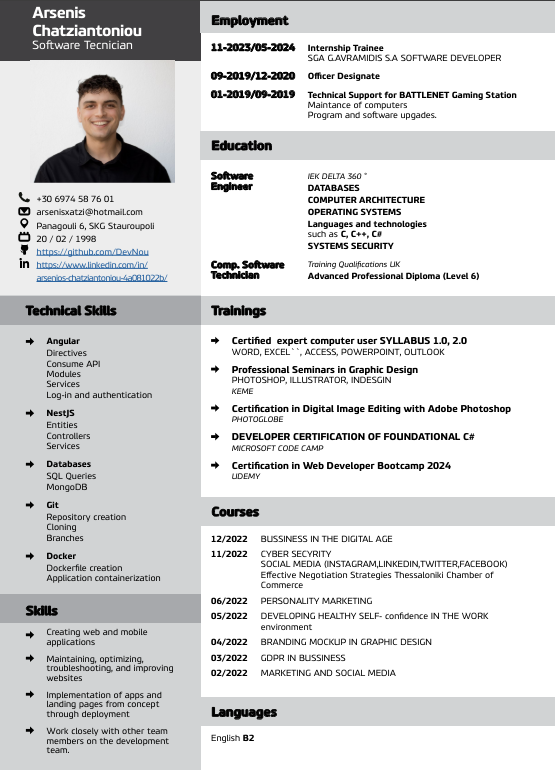 Arsenis
Chatziantoniou
Software Tecnician
+30 6974 58 76 01
arsenisxatzi@hotmail.com
Panagouli 6, SKG Stauroupoli
20 / 02 / 1998
https://github.com/DevNou
https://www.linkedin.com/in/
arsenios-chatziantoniou-4a081022b/
Technical Skills
Angular
Directives
Consume API
Modules
Services
Log-in and authentication
NestJS
Entities
Controllers
Services
Databases
SQL Queries
MongoDB
Git
Repository creation
Cloning
Branches
Docker
Dockerfile creation
Application containerization
Skills
Creating web and mobile
applications
Maintaining, optimizing,
troubleshooting, and improving
websites
Implementation of apps and
landing pages from concept
through deployment
Work closely with other team
members on the development
team.
Employment
11-2023/05-2024 Internship Trainee
SGA G.AVRAMIDIS S.A SOFTWARE DEVELOPER
09-2019/12-2020 Officer Designate
01-2019/09-2019 Technical Support for BATTLENET Gaming Station
Maintance of computers
Program and software upgades.
Education
Software
Engineer
IEK DELTA 360 °
DATABASES
COMPUTER ARCHITECTURE
OPERATING SYSTEMS
Languages and technologies
such as C, C++, C#
SYSTEMS SECURITY
Comp. Software
Technician
Training Qualifications UK
Advanced Professional Diploma (Level 6)
Trainings
Certified expert computer user SYLLABUS 1.0, 2.0
WORD, EXCEL``, ACCESS, POWERPOINT, OUTLOOK
Professional Seminars in Graphic Design
PHOTOSHOP, ILLUSTRATOR, INDESGIN
KEME
Certification in Digital Image Editing with Adobe Photoshop
PHOTOGLOBE
DEVELOPER CERTIFICATION OF FOUNDATIONAL C#
MICROSOFT CODE CAMP
Certification in Web Developer Bootcamp 2024
UDEMY
Courses
12/2022 BUSSINESS IN THE DIGITAL AGE
11/2022 CYBER SECYRITY
SOCIAL MEDIA (INSTAGRAM,LINKEDIN,TWITTER,FACEBOOK)
Effective Negotiation Strategies Thessaloniki Chamber of
Commerce
06/2022 PERSONALITY MARKETING
05/2022 DEVELOPING HEALTHY SELF- confidence IN THE WORK
environment
04/2022 BRANDING MOCKUP IN GRAPHIC DESIGN
03/2022 GDPR IN BUSSINESS
02/2022 MARKETING AND SOCIAL MEDIA
Languages
English B2